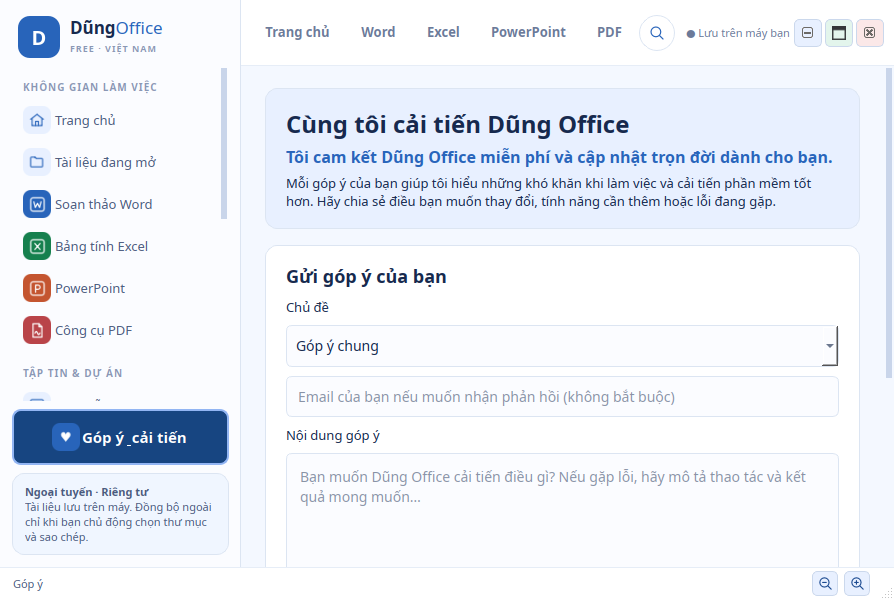 D
DũngOffice
FREE · VIỆT NAM
Trang chủ
Word
Excel
PowerPoint
PDF
Lưu trên máy bạn
KHÔNG GIAN LÀM VIỆC
Trang chủ
Tài liệu đang mở
W Soạn thảo Word
X Bảng tính Excel
P PowerPoint
Công cụ PDF
TẬP TIN & DỰ ÁN
Góp ý _cải tiến
Ngoại tuyến · Riêng tư
Tài liệu lưu trên máy. Đồng bộ ngoài
chỉ khi bạn chủ động chọn thư mục
và sao chép.
Cùng tôi cải tiến Dũng Office
Tôi cam kết Dũng Office miễn phí và cập nhật trọn đời dành cho bạn.
Mỗi góp ý của bạn giúp tôi hiểu những khó khăn khi làm việc và cải tiến phần mềm tốt
hơn. Hãy chia sẻ điều bạn muốn thay đổi, tính năng cần thêm hoặc lỗi đang gặp.
Gửi góp ý của bạn
Chủ đề
Góp ý chung
Email của bạn nếu muốn nhận phản hồi (không bắt buộc)
Nội dung góp ý
Bạn muốn Dũng Office cải tiến điều gì? Nếu gặp lỗi, hãy mô tả thao tác và kết
quả mong muốn...
Góp ý